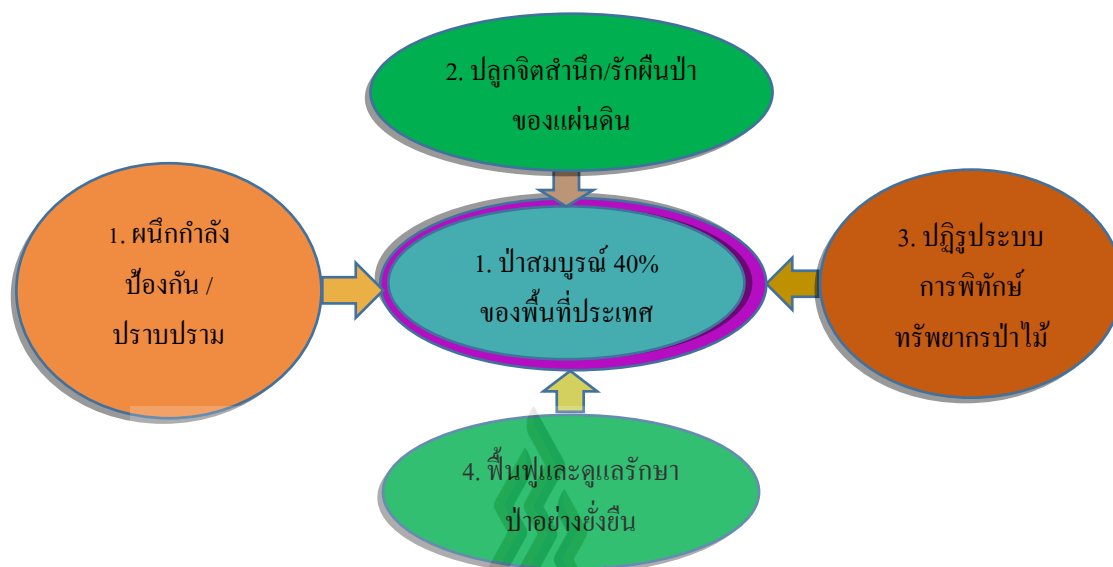 2. ปลูกจิตสำนึก/รักผืนป่า
ของแผ่นดิน
1. ผนึกกำลัง
ป้องกัน /
ปราบปราม
1. ป่าสมบูรณ์ 40%
ของพื้นที่ประเทศ
3. ปฏิรูประบบ
การพิทักษ์
ทรัพยากรป่าไม้
4. ฟื้นฟูและดูแลรักษา
ป่าอย่างยั่งยืน